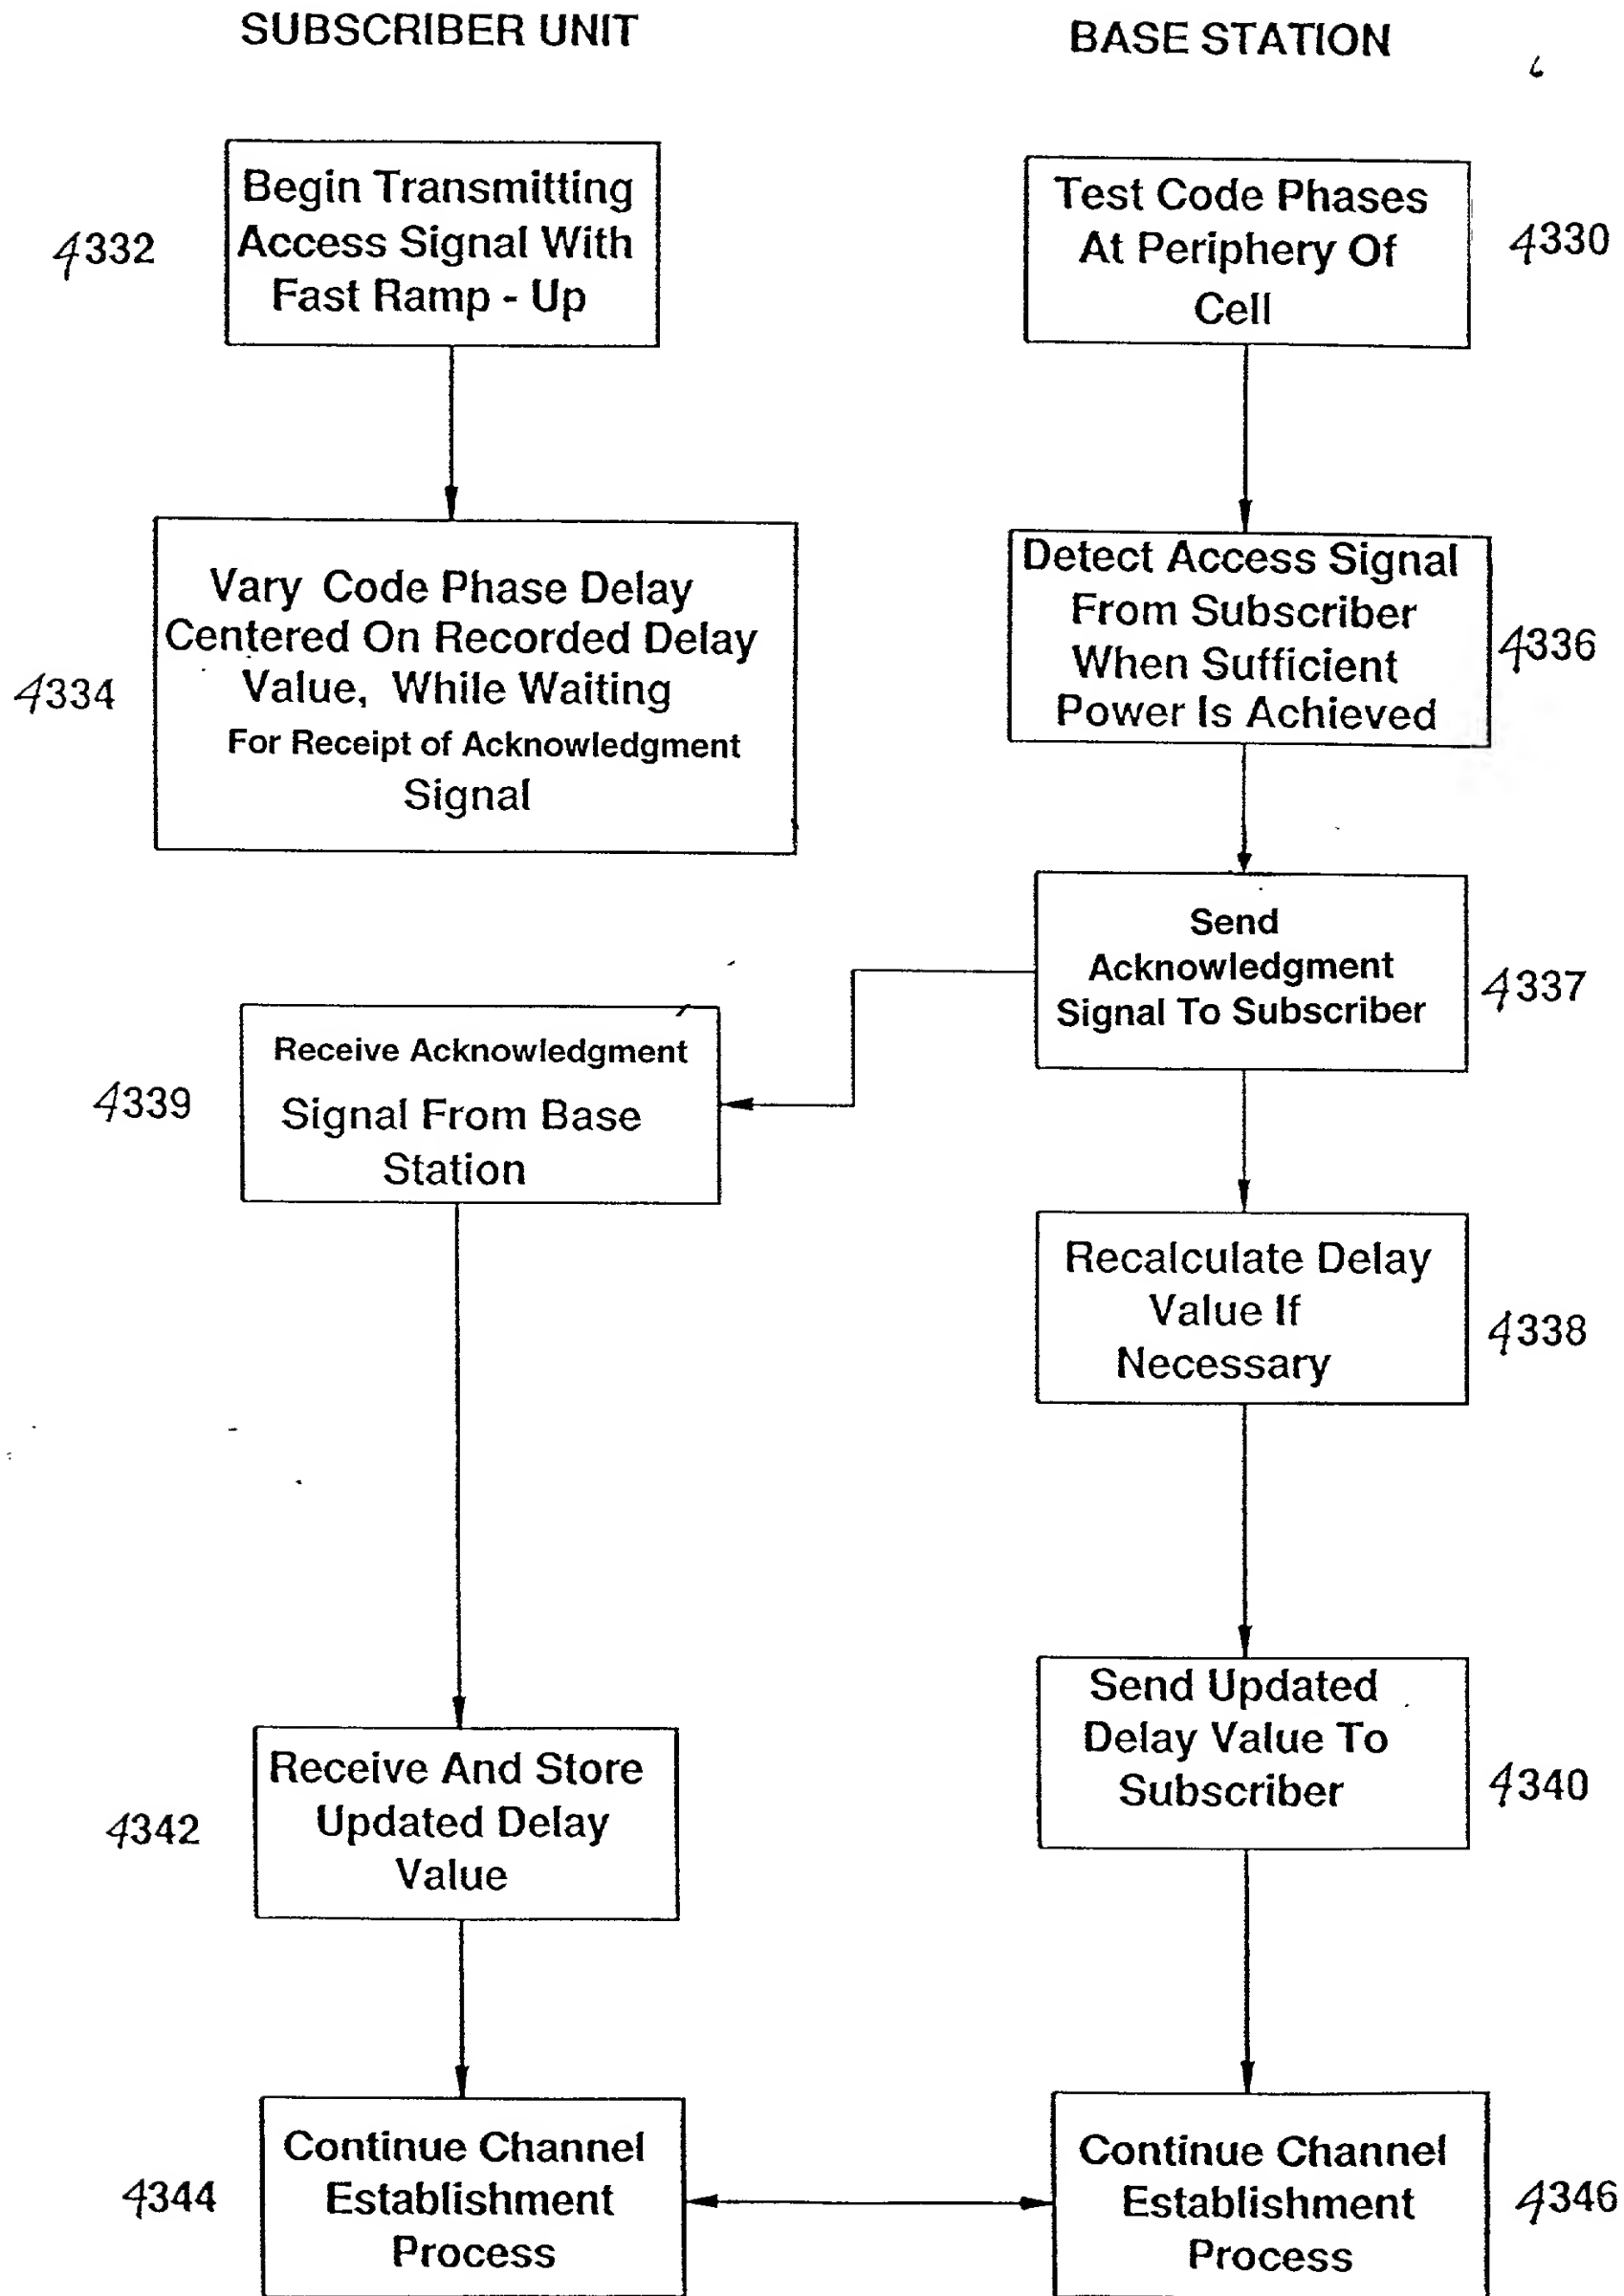 SUBSCRIBER UNIT
BASE STATION
Begin Transmitting
Access Signal With
Fast Ramp - Up
4332
Test Code Phases
At Periphery Of
Cell
4330
Vary Code Phase Delay
Centered On Recorded Delay
Value, While Waiting
For Receipt of Acknowledgment
Signal
4334
Detect Access Signal
From Subscriber
When Sufficient
Power Is Achieved
4336
Send
Acknowledgment
Signal To Subscriber
4337
Receive Acknowledgment
Signal From Base
Station
4339
Recalculate Delay
Value If
Necessary
4338
Send Updated
Delay Value To
Subscriber
4340
Receive And Store
Updated Delay
Value
4342
Continue Channel
Establishment
Process
4344
Continue Channel
Establishment
Process
4346